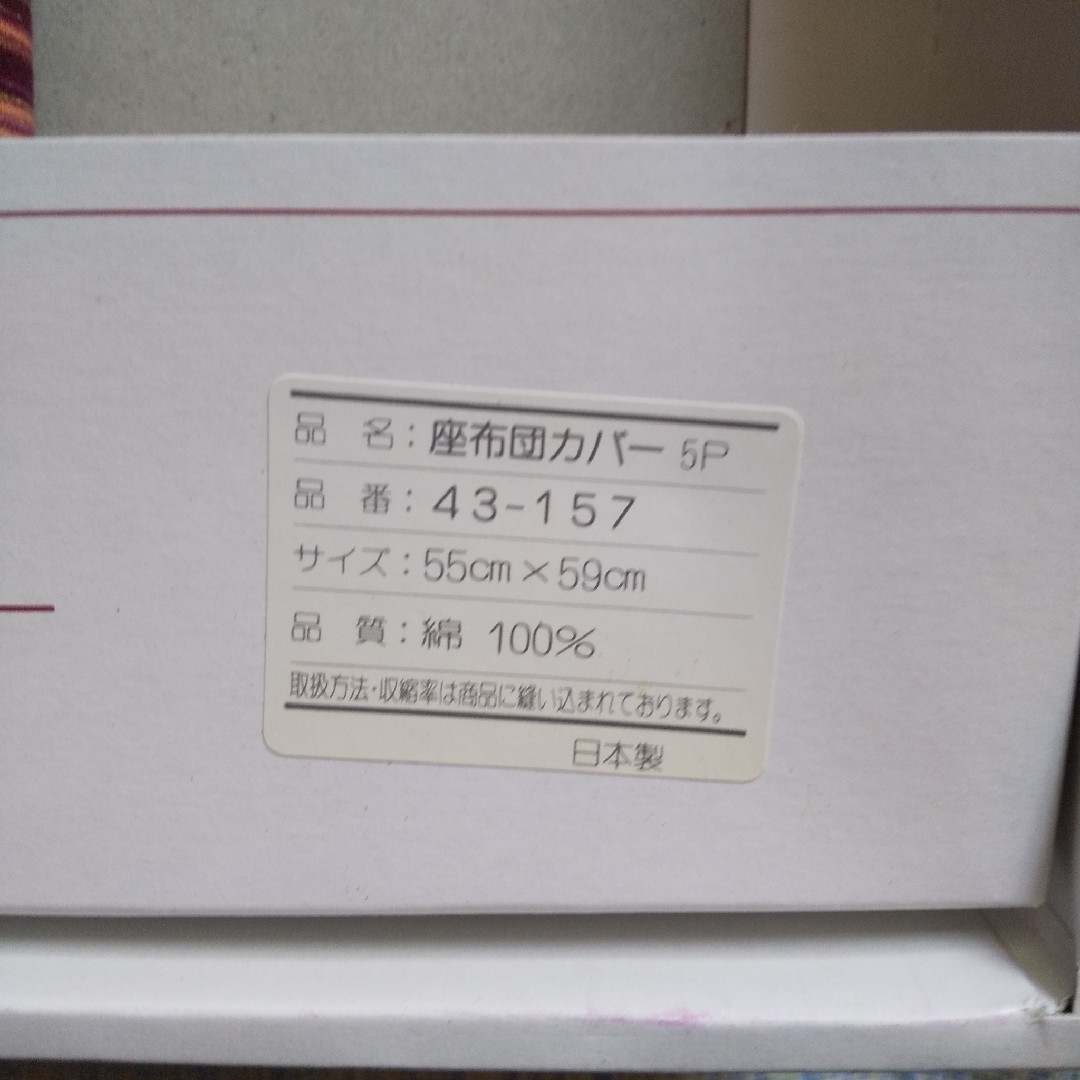 品 名：座布団カバー 5P
品 番：43-157
サイズ：55cm×59cm
品 質：綿 100%
取扱方法・収縮率は商品に縫い込まれております。
日本製